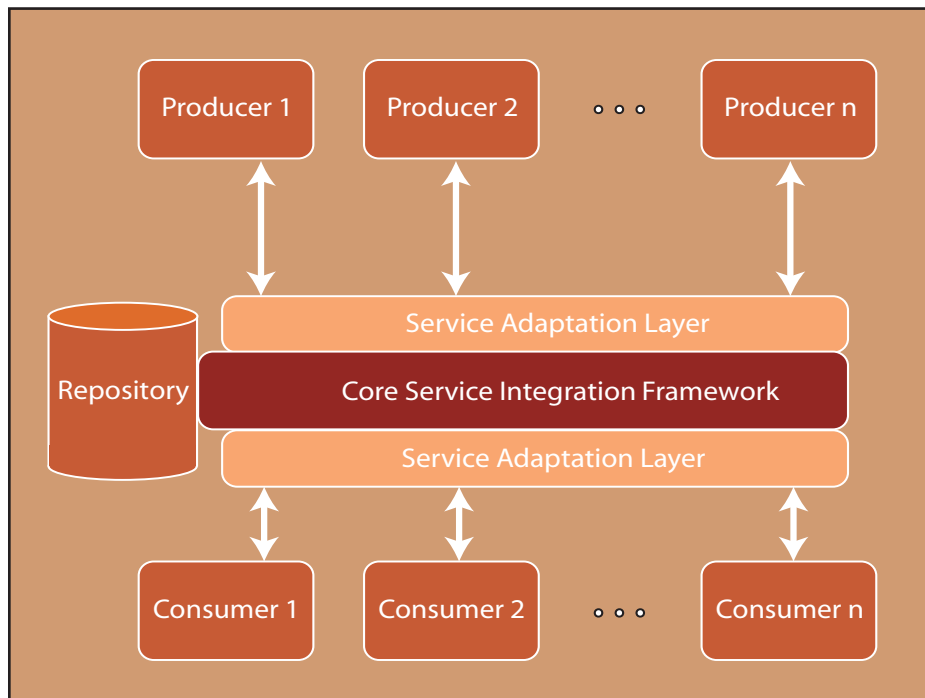 Producer 1
Producer 2
Producer n
Service Adaptation Layer
Repository
Core Service Integration Framework
Service Adaptation Layer
Consumer 1
Consumer 2
Consumer n